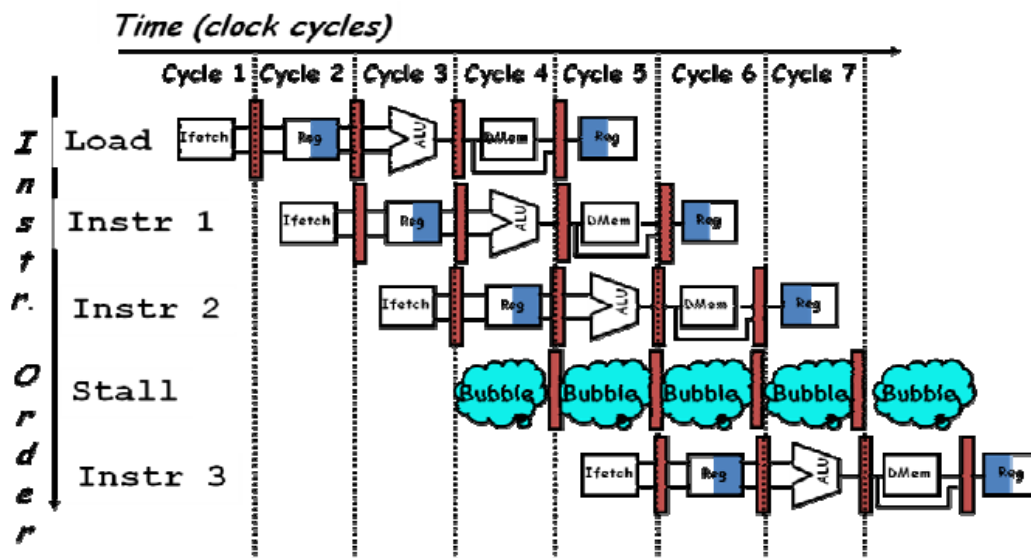 Time (clock cycles)
Cycle 1 Cycle 2 Cycle 3 Cycle 4 Cycle 5 Cycle 6 Cycle 7
Instr. Order
Load Ifetch Reg ALU DMem Reg
Instr 1 Ifetch Reg ALU DMem Reg
Instr 2 Ifetch Reg ALU DMem Reg
Stall Bubble Bubble Bubble Bubble Bubble
Instr 3 Ifetch Reg ALU DMem Reg